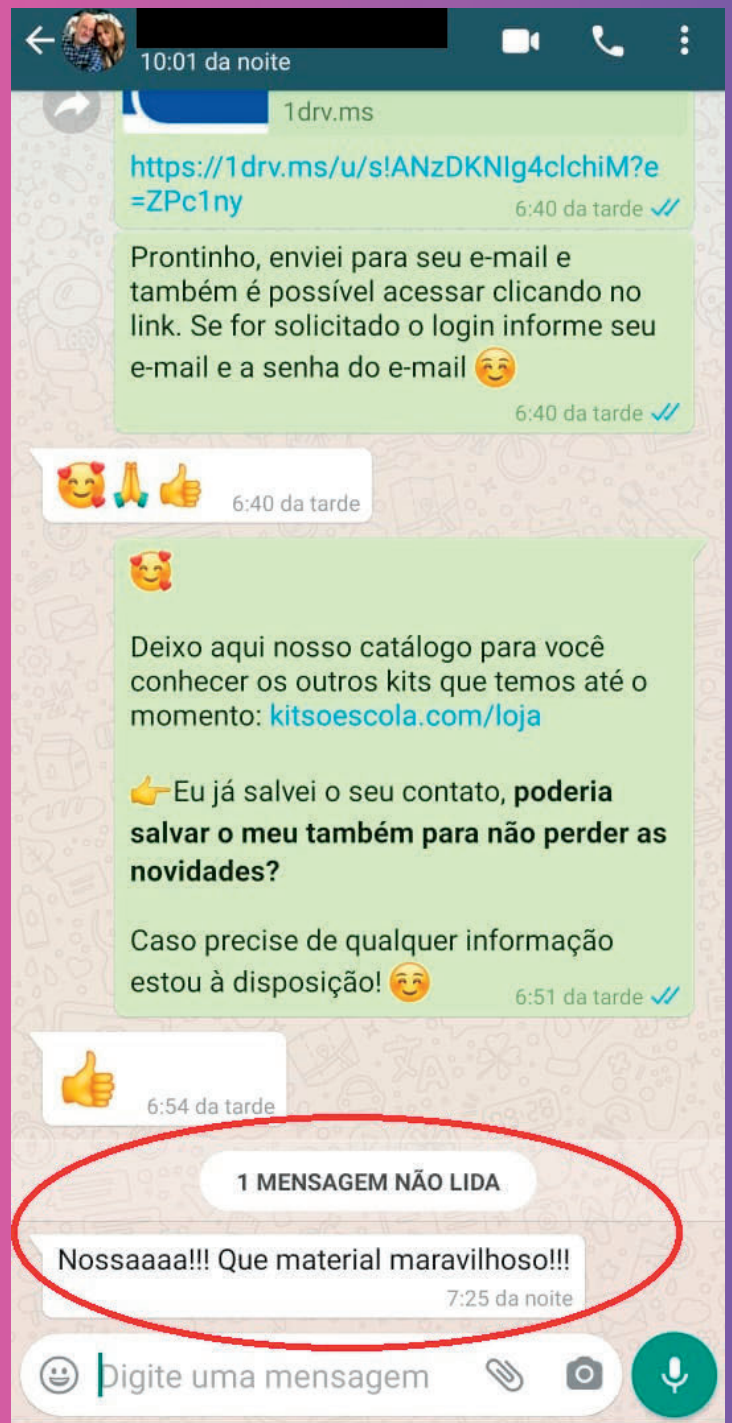 10:01 da noite
1drv.ms
https://1drv.ms/u/s!ANzDKNIg4clchiM?e
=ZPc1ny
6:40 da tarde
Prontinho, enviei para seu e-mail e
também é possível acessar clicando no
link. Se for solicitado o login informe seu
e-mail e a senha do e-mail ☺️
6:40 da tarde
🥰🙏👍 6:40 da tarde
🥰
Deixo aqui nosso catálogo para você
conhecer os outros kits que temos até o
momento: kitsoescola.com/loja
👉Eu já salvei o seu contato, poderia
salvar o meu também para não perder as
novidades?
Caso precise de qualquer informação
estou à disposição! ☺️
6:51 da tarde
👍 6:54 da tarde
1 MENSAGEM NÃO LIDA
Nossaaaa!!! Que material maravilhoso!!!
7:25 da noite
Digite uma mensagem